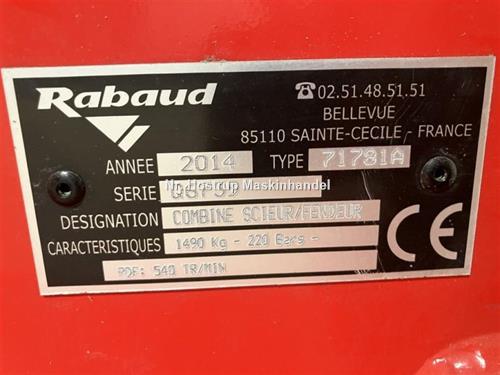 Rabaud
☎02.51.48.51.51
BELLEVUE
85110 SAINTE-CECILE - FRANCE
ANNEE 2014 TYPE 71781A
Nr. Hostrup Maskinhandel
SERIE
DESIGNATION COMBINE SCIEUR/FENDEUR
CARACTERISTIQUES 1490 Kg - 220 Bars -
PDF: 540 TR/MIN
CE